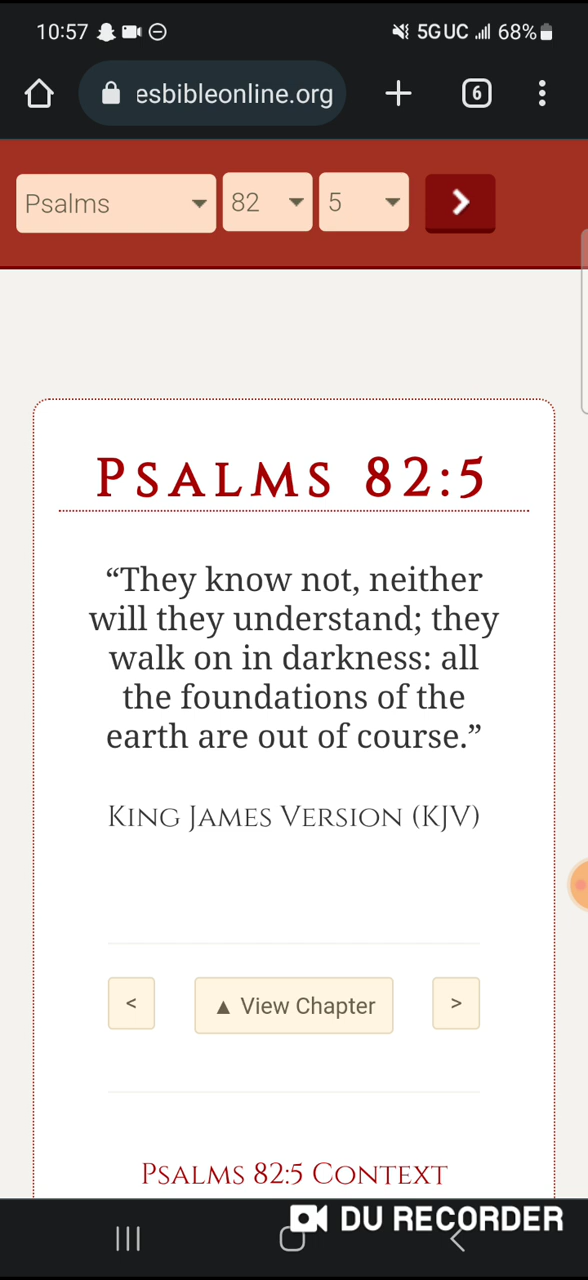 10:57 5G UC 68%
esbibleonline.org 6
Psalms 82 5
PSALMS 82:5
“They know not, neither
will they understand; they
walk on in darkness: all
the foundations of the
earth are out of course.”
KING JAMES VERSION (KJV)
< ▲ View Chapter >
PSALMS 82:5 CONTEXT
DU RECORDER